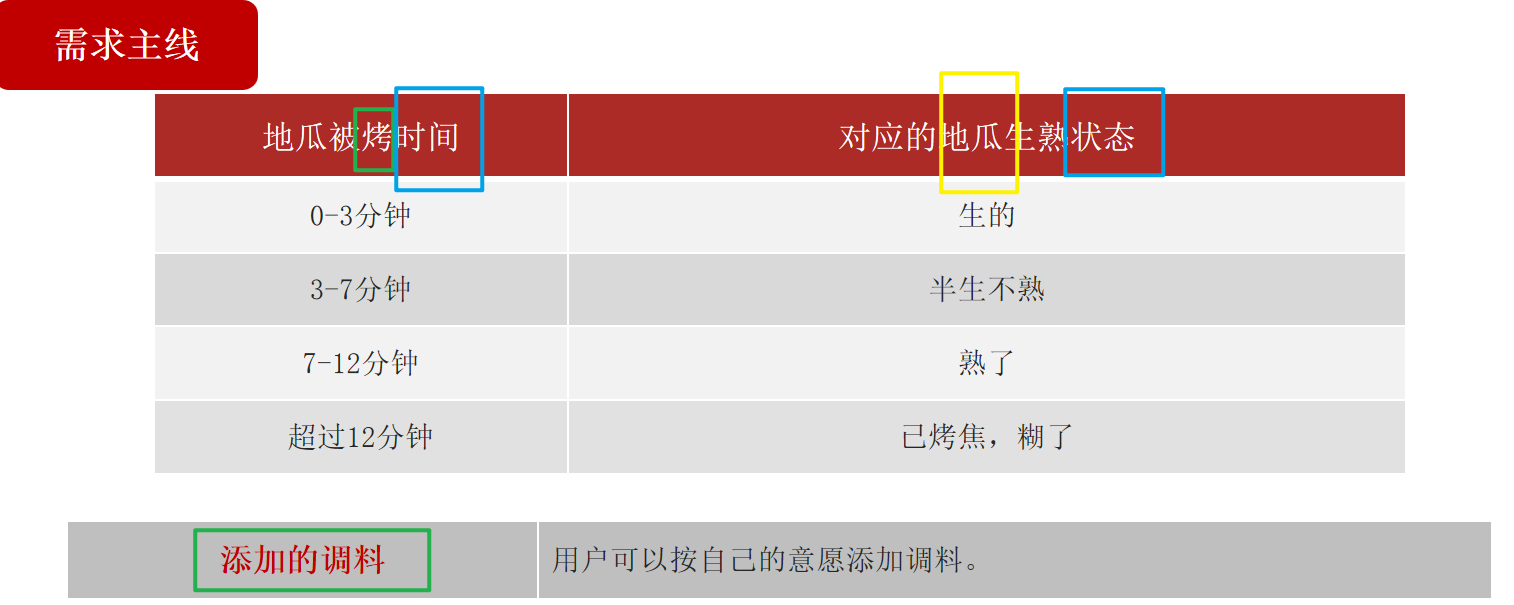 需求主线
地瓜被烤时间 对应的地瓜生熟状态
0-3分钟 生的
3-7分钟 半生不熟
7-12分钟 熟了
超过12分钟 已烤焦，糊了
添加的调料 用户可以按自己的意愿添加调料。